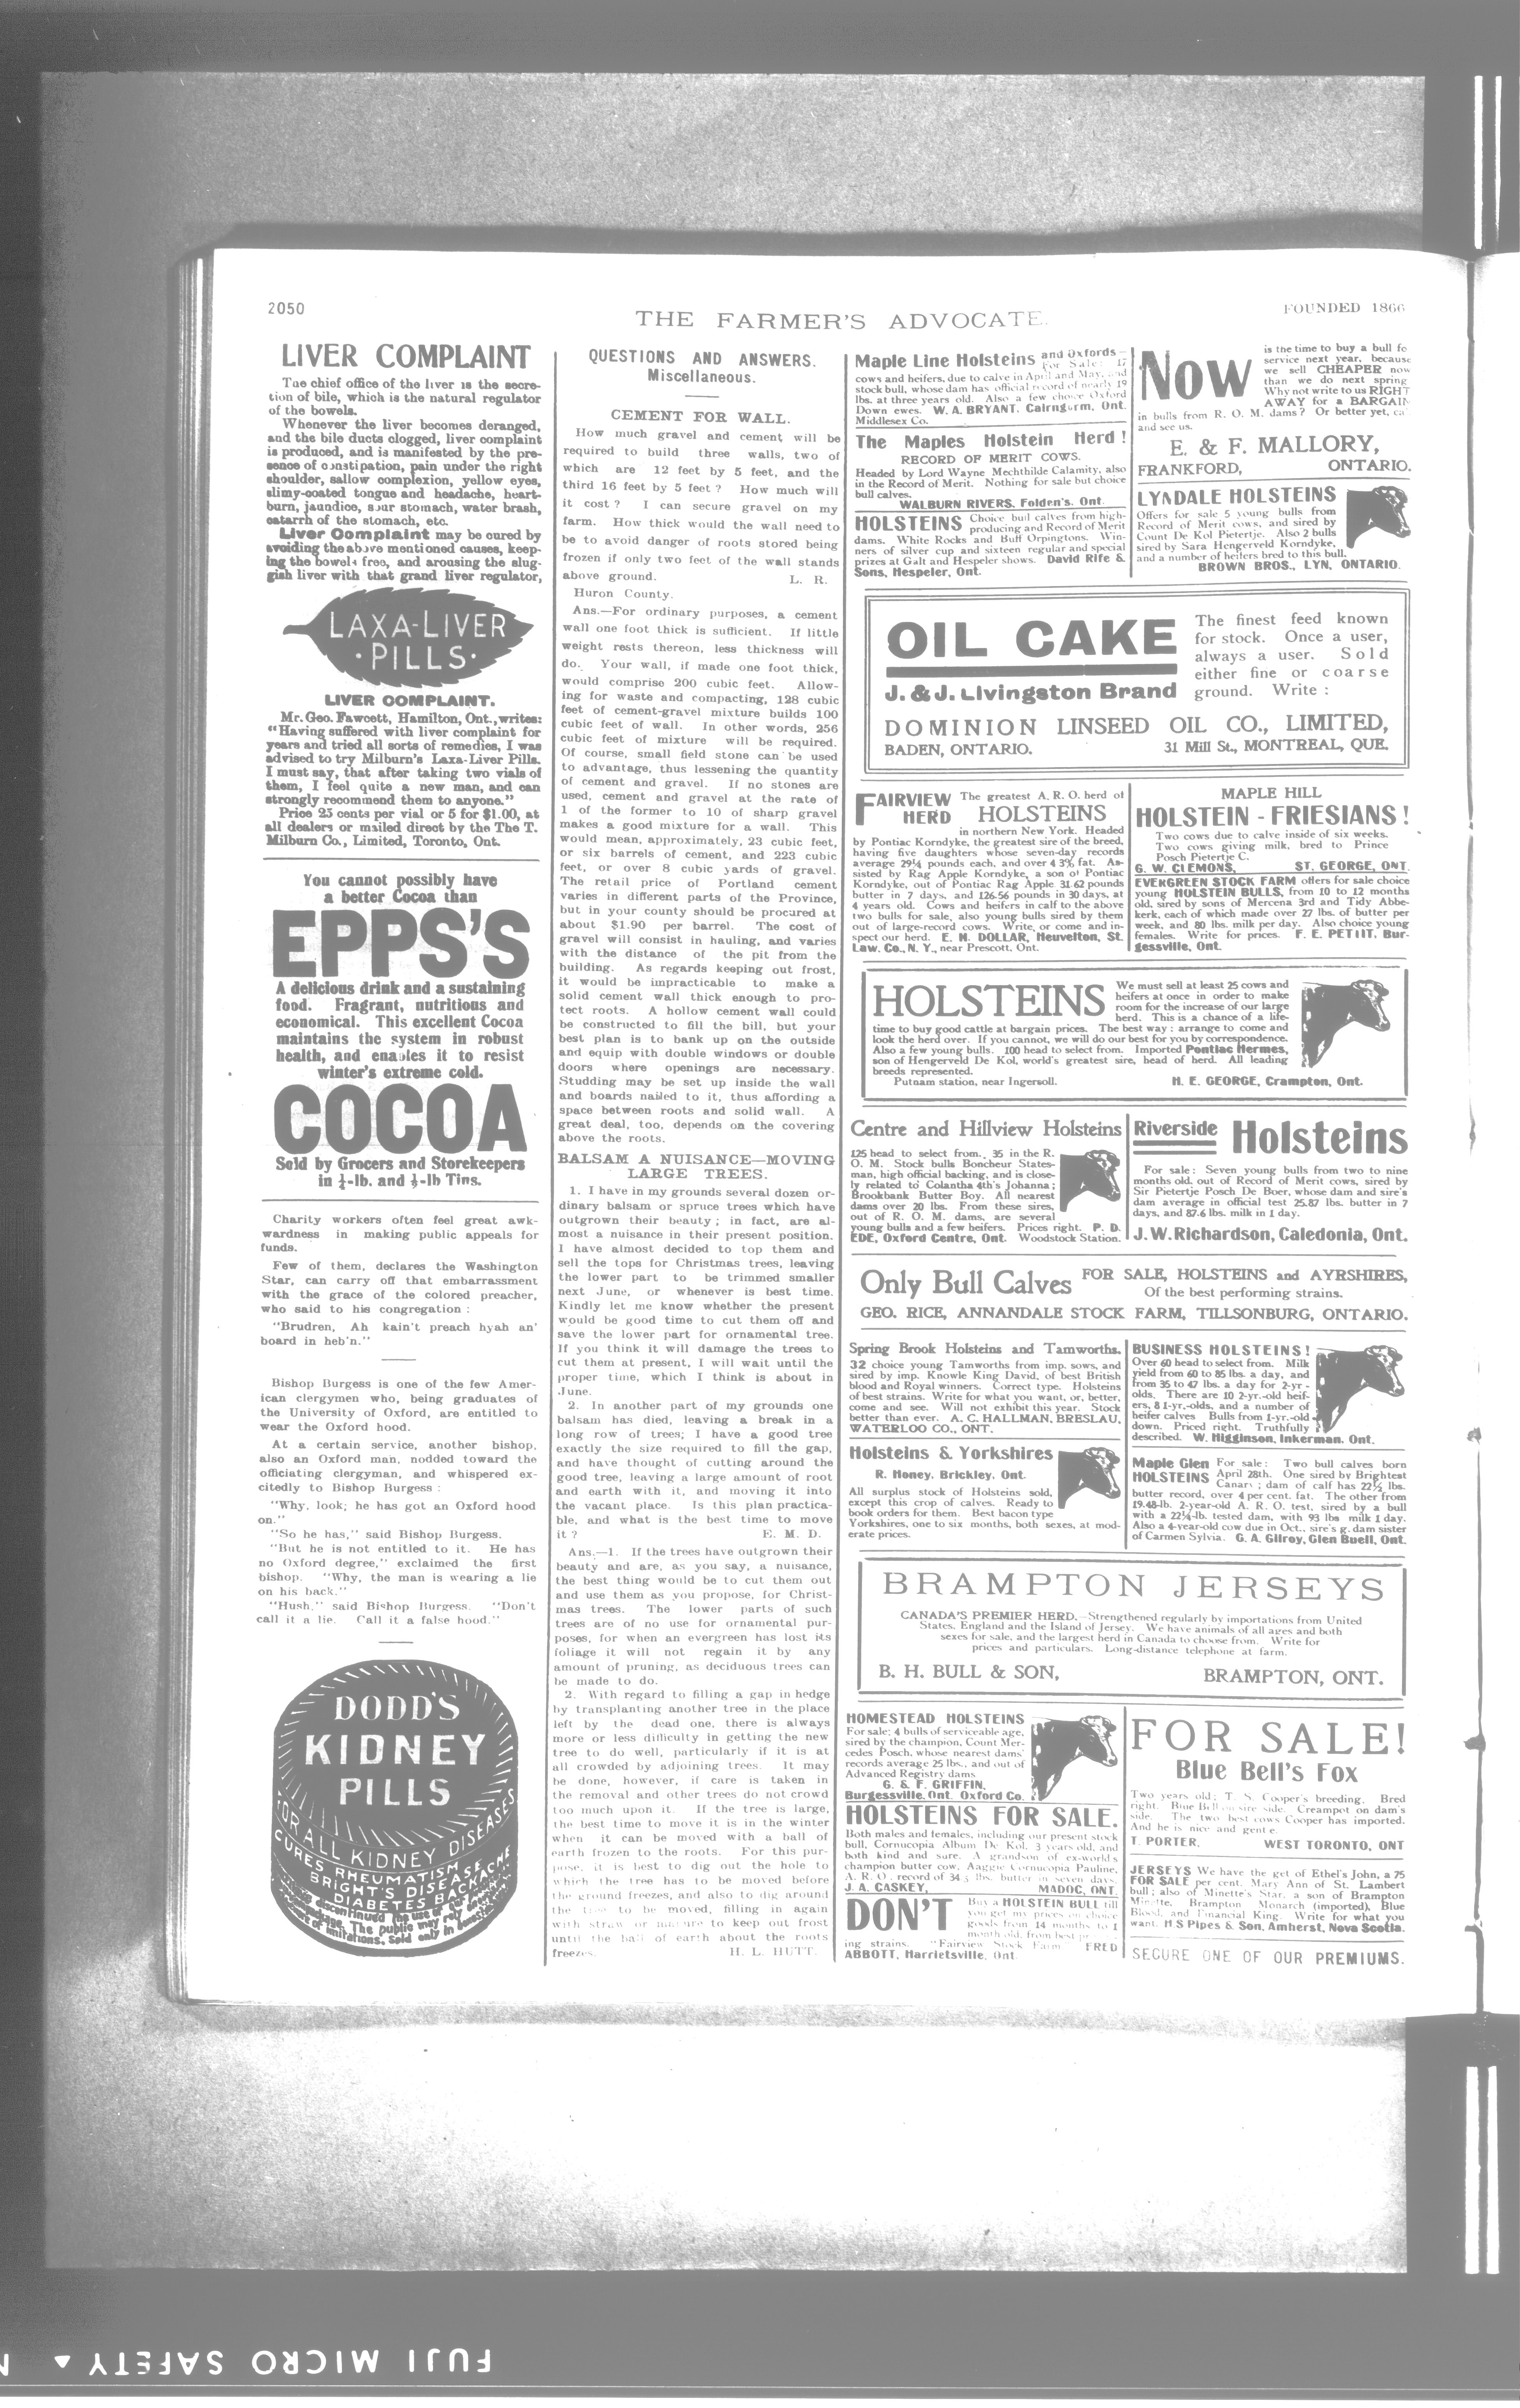 2050
THE FARMER'S ADVOCATE.
FOUNDED 1866
LIVER COMPLAINT
The chief office of the liver is the secre-
tion of bile, which is the natural regulator
of the bowels.
Whenever the liver becomes deranged,
and the bile ducts clogged, liver complaint
is produced, and is manifested by the pre-
sence of constipation, pain under the right
shoulder, sallow complexion, yellow eyes,
slimy-coated tongue and headache, heart-
burn, jaundice, sour stomach, water brash,
catarrh of the stomach, etc.
Liver Complaint may be cured by
avoiding the above mentioned causes, keep-
ing the bowels free, and arousing the slug-
gish liver with that grand liver regulator,
LAXA-LIVER
·PILLS·
LIVER COMPLAINT.
Mr. Geo. Fawcett, Hamilton, Ont., writes:
"Having suffered with liver complaint for
years and tried all sorts of remedies, I was
advised to try Milburn's Laxa-Liver Pills.
I must say, that after taking two vials of
them, I feel quite a new man, and can
strongly recommend them to anyone."
Price 25 cents per vial or 5 for $1.00, at
all dealers or mailed direct by the The T.
Milburn Co., Limited, Toronto, Ont.
You cannot possibly have
a better Cocoa than
EPPS'S
A delicious drink and a sustaining
food. Fragrant, nutritious and
economical. This excellent Cocoa
maintains the system in robust
health, and enables it to resist
winter's extreme cold.
COCOA
Sold by Grocers and Storekeepers
in ¼-lb. and ½-lb Tins.
Charity workers often feel great awk-
wardness in making public appeals for
funds.
Few of them, declares the Washington
Star, can carry off that embarrassment
with the grace of the colored preacher,
who said to his congregation :
"Brudren, Ah kain't preach hyah an'
board in heb'n."
Bishop Burgess is one of the few Amer-
ican clergymen who, being graduates of
the University of Oxford, are entitled to
wear the Oxford hood.
At a certain service, another bishop,
also an Oxford man, nodded toward the
officiating clergyman, and whispered ex-
citedly to Bishop Burgess :
"Why, look; he has got an Oxford hood
on."
"So he has," said Bishop Burgess.
"But he is not entitled to it. He has
no Oxford degree," exclaimed the first
bishop. "Why, the man is wearing a lie
on his back."
"Hush," said Bishop Burgess. "Don't
call it a lie. Call it a false hood."
DODD'S
KIDNEY
PILLS
FOR ALL KIDNEY DISEASES
CURES RHEUMATISM
BRIGHT'S DISEASE
DIABETES BACKACHE
The public may rely
imitations, Sold only in
QUESTIONS AND ANSWERS.
Miscellaneous.
CEMENT FOR WALL.
How much gravel and cement will be
required to build three walls, two of
which are 12 feet by 5 feet, and the
third 16 feet by 5 feet ? How much will
it cost ? I can secure gravel on my
farm. How thick would the wall need to
be to avoid danger of roots stored being
frozen if only two feet of the wall stands
above ground. L. R.
Huron County.
Ans.—For ordinary purposes, a cement
wall one foot thick is sufficient. If little
weight rests thereon, less thickness will
do. Your wall, if made one foot thick,
would comprise 200 cubic feet. Allow-
ing for waste and compacting, 128 cubic
feet of cement-gravel mixture builds 100
cubic feet of wall. In other words, 256
cubic feet of mixture will be required.
Of course, small field stone can be used
to advantage, thus lessening the quantity
of cement and gravel. If no stones are
used, cement and gravel at the rate of
1 of the former to 10 of sharp gravel
makes a good mixture for a wall. This
would mean, approximately, 23 cubic feet,
or six barrels of cement, and 223 cubic
feet, or over 8 cubic yards of gravel.
The retail price of Portland cement
varies in different parts of the Province,
but in your county should be procured at
about $1.90 per barrel. The cost of
gravel will consist in hauling, and varies
with the distance of the pit from the
building. As regards keeping out frost,
it would be impracticable to make a
solid cement wall thick enough to pro-
tect roots. A hollow cement wall could
be constructed to fill the bill, but your
best plan is to bank up on the outside
and equip with double windows or double
doors where openings are necessary.
Studding may be set up inside the wall
and boards nailed to it, thus affording a
space between roots and solid wall. A
great deal, too, depends on the covering
above the roots.
BALSAM A NUISANCE—MOVING
LARGE TREES.
1. I have in my grounds several dozen or-
dinary balsam or spruce trees which have
outgrown their beauty ; in fact, are al-
most a nuisance in their present position.
I have almost decided to top them and
sell the tops for Christmas trees, leaving
the lower part to be trimmed smaller
next June, or whenever is best time.
Kindly let me know whether the present
would be good time to cut them off and
save the lower part for ornamental tree.
If you think it will damage the trees to
cut them at present, I will wait until the
proper time, which I think is about in
June.
2. In another part of my grounds one
balsam has died, leaving a break in a
long row of trees; I have a good tree
exactly the size required to fill the gap,
and have thought of cutting around the
good tree, leaving a large amount of root
and earth with it, and moving it into
the vacant place. Is this plan practica-
ble, and what is the best time to move
it ? E. M. D.
Ans.—1. If the trees have outgrown their
beauty and are, as you say, a nuisance,
the best thing would be to cut them out
and use them as you propose, for Christ-
mas trees. The lower parts of such
trees are of no use for ornamental pur-
poses, for when an evergreen has lost its
foliage it will not regain it by any
amount of pruning, as deciduous trees can
be made to do.
2. With regard to filling a gap in hedge
by transplanting another tree in the place
left by the dead one, there is always
more or less difficulty in getting the new
tree to do well, particularly if it is at
all crowded by adjoining trees. It may
be done, however, if care is taken in
the removal and other trees do not crowd
too much upon it. If the tree is large,
the best time to move it is in the winter
when it can be moved with a ball of
earth frozen to the roots. For this pur-
pose, it is best to dig out the hole to
which the tree has to be moved before
the ground freezes, and also to dig around
the tree to be moved, filling in again
with straw or manure to keep out frost
until the ball of earth about the roots
freezes. H. L. HUTT.
Maple Line Holsteins and Oxfords—
For Sale: 17
cows and heifers, due to calve in April and May, and
stock bull, whose dam has official record of nearly 19
lbs. at three years old. Also a few choice Oxford
Down ewes. W. A. BRYANT, Cairngorm, Ont.
Middlesex Co.
The Maples Holstein Herd !
RECORD OF MERIT COWS.
Headed by Lord Wayne Mechthilde Calamity, also
in the Record of Merit. Nothing for sale but choice
bull calves.
WALBURN RIVERS, Folden's, Ont.
HOLSTEINS Choice bull calves from high-
producing and Record of Merit
dams. White Rocks and Buff Orpingtons. Win-
ners of silver cup and sixteen regular and special
prizes at Galt and Hespeler shows. David Rife &
Sons, Hespeler, Ont.
NOW
is the time to buy a bull fo
service next year, because
we sell CHEAPER now
than we do next spring
Why not write to us RIGHT
AWAY for a BARGAIN
in bulls from R. O. M. dams? Or better yet, ca
and see us.
E. & F. MALLORY,
FRANKFORD, ONTARIO.
LYNDALE HOLSTEINS
Offers for sale 5 young bulls from
Record of Merit cows, and sired by
Count De Kol Pietertje. Also 2 bulls
sired by Sara Hengerveld Korndyke,
and a number of heifers bred to this bull.
BROWN BROS., LYN, ONTARIO.
OIL CAKE
J. & J. Livingston Brand
The finest feed known
for stock. Once a user,
always a user. Sold
either fine or coarse
ground. Write :
DOMINION LINSEED OIL CO., LIMITED,
BADEN, ONTARIO. 31 Mill St., MONTREAL, QUE.
FAIRVIEW HERD
The greatest A. R. O. herd of
HOLSTEINS
in northern New York. Headed
by Pontiac Korndyke, the greatest sire of the breed,
having five daughters whose seven-day records
average 29¼ pounds each, and over 4 3% fat. As-
sisted by Rag Apple Korndyke, a son of Pontiac
Korndyke, out of Pontiac Rag Apple 31.62 pounds
butter in 7 days, and 126.56 pounds in 30 days, at
4 years old. Cows and heifers in calf to the above
two bulls for sale, also young bulls sired by them
out of large-record cows. Write, or come and in-
spect our herd. E. H. DOLLAR, Heuvelton, St.
Law. Co., N. Y., near Prescott, Ont.
MAPLE HILL
HOLSTEIN - FRIESIANS !
Two cows due to calve inside of six weeks.
Two cows giving milk, bred to Prince
Posch Pietertje C.
G. W. CLEMONS, ST. GEORGE, ONT.
EVERGREEN STOCK FARM offers for sale choice
young HOLSTEIN BULLS, from 10 to 12 months
old, sired by sons of Mercena 3rd and Tidy Abbe-
kerk, each of which made over 27 lbs. of butter per
week, and 80 lbs. milk per day. Also choice young
females. Write for prices. F. E. PETTIT, Bur-
gessville, Ont.
HOLSTEINS
We must sell at least 25 cows and
heifers at once in order to make
room for the increase of our large
herd. This is a chance of a life-
time to buy good cattle at bargain prices. The best way : arrange to come and
look the herd over. If you cannot, we will do our best for you by correspondence.
Also a few young bulls. 100 head to select from. Imported Pontiac Hermes,
son of Hengerveld De Kol, world's greatest sire, head of herd. All leading
breeds represented.
Putnam station, near Ingersoll. H. E. GEORGE, Crampton, Ont.
Centre and Hillview Holsteins
125 head to select from. 35 in the R.
O. M. Stock bulls Boncheur States-
man, high official backing, and is close-
ly related to Colantha 4th's Johanna;
Brookbank Butter Boy. All nearest
dams over 20 lbs. From these sires,
out of R. O. M. dams, are several
young bulls and a few heifers. Prices right. P. D.
EDE, Oxford Centre, Ont. Woodstock Station.
Riverside Holsteins
For sale: Seven young bulls from two to nine
months old, out of Record of Merit cows, sired by
Sir Pietertje Posch De Boer, whose dam and sire's
dam average in official test 25.87 lbs. butter in 7
days, and 87.6 lbs. milk in 1 day.
J. W. Richardson, Caledonia, Ont.
Only Bull Calves FOR SALE, HOLSTEINS and AYRSHIRES,
Of the best performing strains.
GEO. RICE, ANNANDALE STOCK FARM, TILLSONBURG, ONTARIO.
Spring Brook Holsteins and Tamworths.
32 choice young Tamworths from imp. sows, and
sired by imp. Knowle King David, of best British
blood and Royal winners. Correct type. Holsteins
of best strains. Write for what you want, or, better,
come and see. Will not exhibit this year. Stock
better than ever. A. C. HALLMAN, BRESLAU,
WATERLOO CO., ONT.
Holsteins & Yorkshires
R. Honey, Brickley, Ont.
All surplus stock of Holsteins sold,
except this crop of calves. Ready to
book orders for them. Best bacon type
Yorkshires, one to six months, both sexes, at mod-
erate prices.
BUSINESS HOLSTEINS !
Over 60 head to select from. Milk
yield from 60 to 85 lbs. a day, and
from 35 to 47 lbs. a day for 2-yr.-
olds. There are 10 2-yr.-old heif-
ers, 8 1-yr.-olds, and a number of
heifer calves Bulls from 1-yr.-old
down. Priced right. Truthfully
described. W. Higginson, Inkerman, Ont.
Maple Glen HOLSTEINS
For sale : Two bull calves born
April 28th. One sired by Brightest
Canary ; dam of calf has 22½ lbs.
butter record, over 4 per cent. fat. The other from
19.48-lb. 2-year-old A. R. O. test, sired by a bull
with a 22¼-lb. tested dam, with 93 lbs milk 1 day.
Also a 4-year-old cow due in Oct., sire's g. dam sister
of Carmen Sylvia. G. A. Gilroy, Glen Buell, Ont.
BRAMPTON JERSEYS
CANADA'S PREMIER HERD.—Strengthened regularly by importations from United
States, England and the Island of Jersey. We have animals of all ages and both
sexes for sale, and the largest herd in Canada to choose from. Write for
prices and particulars. Long-distance telephone at farm.
B. H. BULL & SON, BRAMPTON, ONT.
HOMESTEAD HOLSTEINS
For sale: 4 bulls of serviceable age,
sired by the champion, Count Mer-
cedes Posch, whose nearest dams'
records average 25 lbs., and out of
Advanced Registry dams
G. & F. GRIFFIN,
Burgessville, Ont. Oxford Co.
HOLSTEINS FOR SALE.
Both males and females, including our present stock
bull, Cornucopia Album De Kol, 3 years old, and
both kind and sure. A grandson of ex-world's
champion butter cow, Aaggie Cornucopia Pauline,
A. R. O. record of 34.3 lbs. butter in seven days.
J. A. CASKEY, MADOC, ONT.
DON'T
Buy a HOLSTEIN BULL till
you get my prices on choice
goods from 14 months to 1
month old, from best pr
ing strains. "Fairview Stock Farm FRED
ABBOTT, Harrietsville, Ont.
FOR SALE!
Blue Bell's Fox
Two years old; T. S. Cooper's breeding. Bred
right. Blue Bell on sire side. Creampot on dam's
side. The two best cows Cooper has imported.
And he is nice and gentle.
T. PORTER, WEST TORONTO, ONT
JERSEYS FOR SALE
We have the get of Ethel's John, a 75
per cent. Mary Ann of St. Lambert
bull ; also of Minette's Star, a son of Brampton
Minette, Brampton Monarch (imported), Blue
Blood, and Financial King. Write for what you
want. H S Pipes & Son, Amherst, Nova Scotia.
SECURE ONE OF OUR PREMIUMS.
FUJI MICRO SAFETY